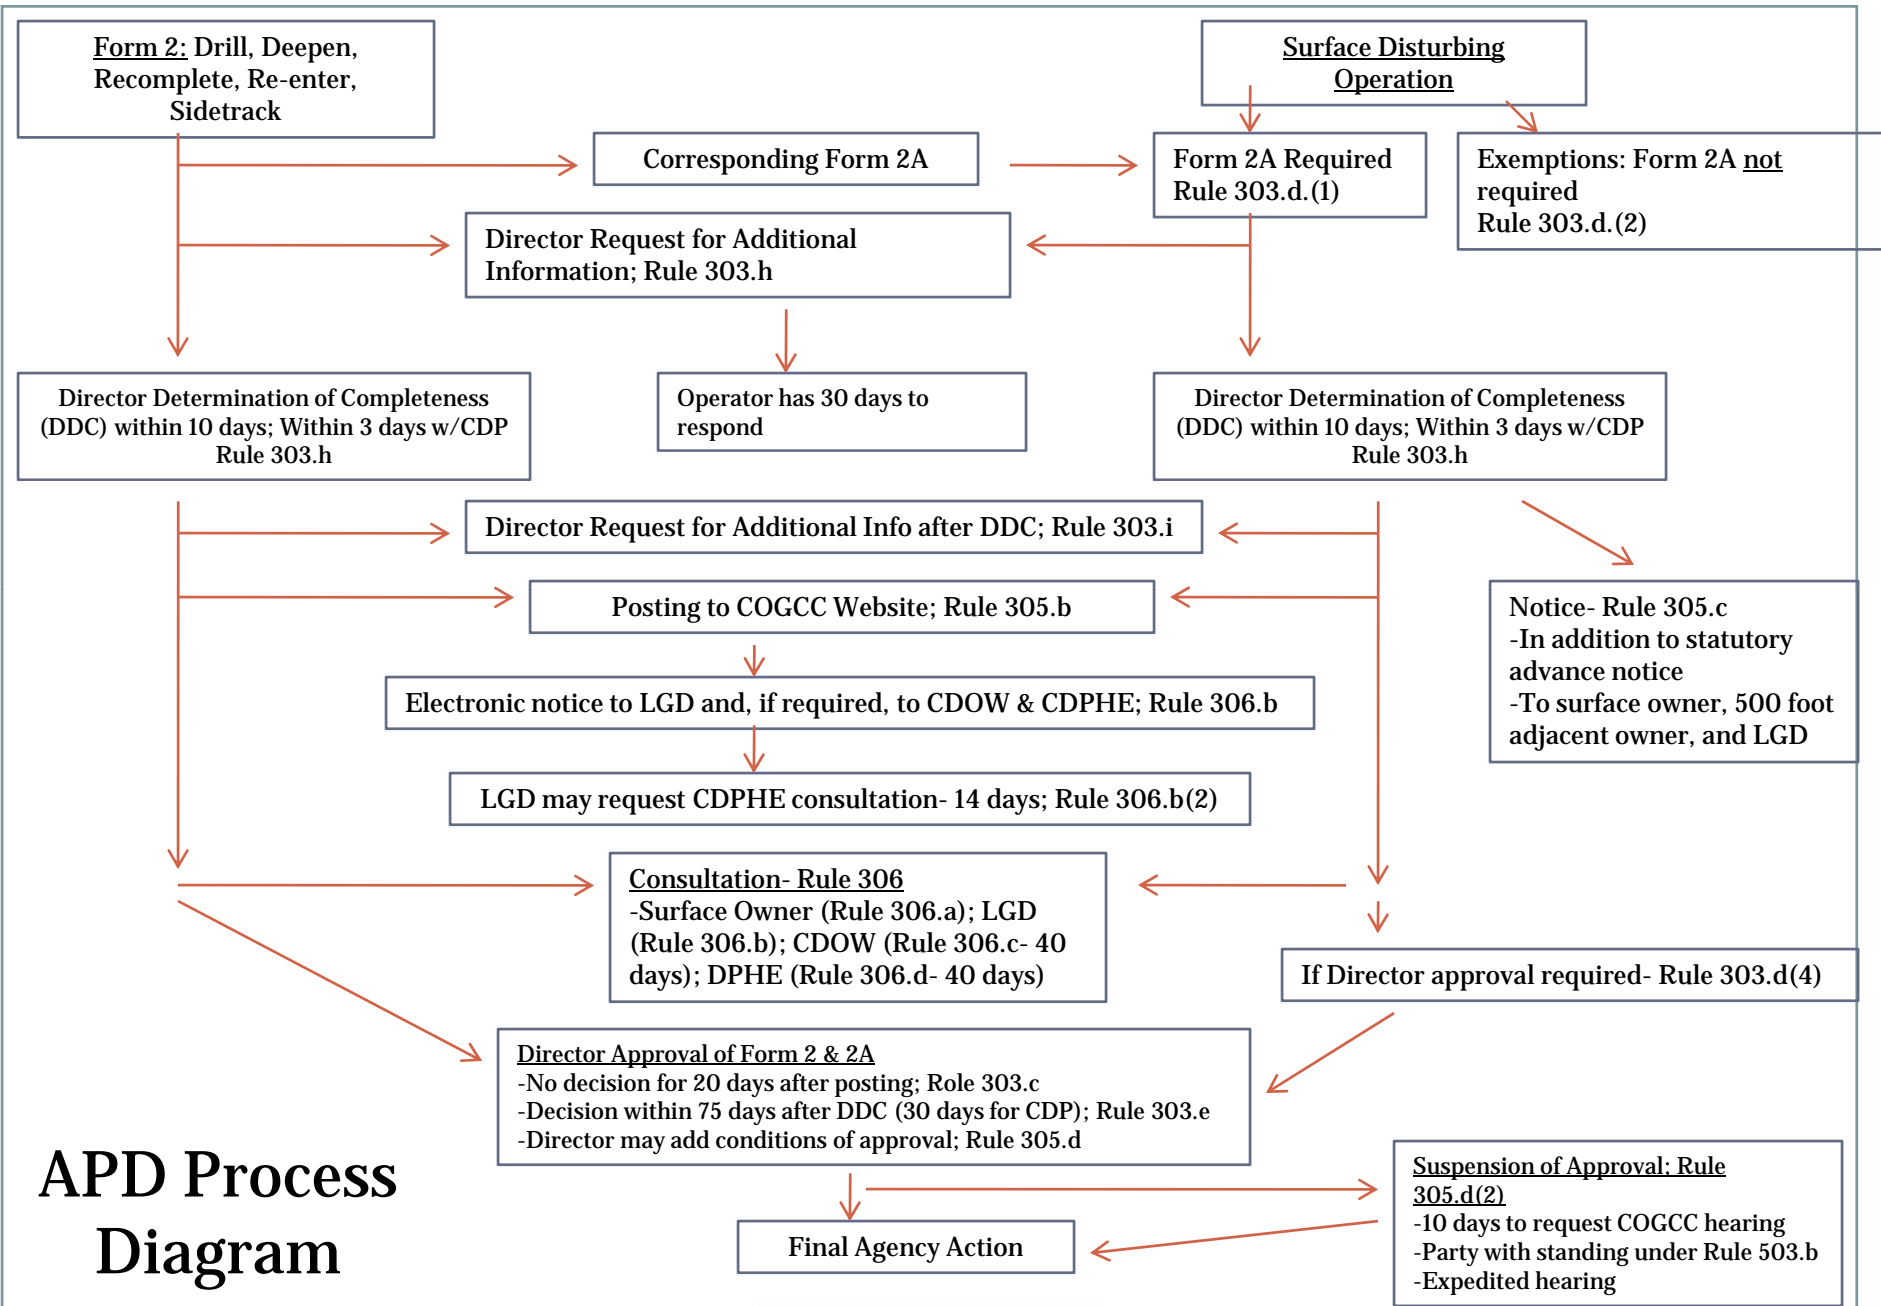 Form 2: Drill, Deepen,
Recomplete, Re-enter,
Sidetrack
Surface Disturbing
Operation
Corresponding Form 2A
Form 2A Required
Rule 303.d.(1)
Exemptions: Form 2A not
required
Rule 303.d.(2)
Director Request for Additional
Information; Rule 303.h
Director Determination of Completeness
(DDC) within 10 days; Within 3 days w/CDP
Rule 303.h
Operator has 30 days to
respond
Director Determination of Completeness
(DDC) within 10 days; Within 3 days w/CDP
Rule 303.h
Director Request for Additional Info after DDC; Rule 303.i
Posting to COGCC Website; Rule 305.b
Notice- Rule 305.c
-In addition to statutory
advance notice
-To surface owner, 500 foot
adjacent owner, and LGD
Electronic notice to LGD and, if required, to CDOW & CDPHE; Rule 306.b
LGD may request CDPHE consultation- 14 days; Rule 306.b(2)
Consultation- Rule 306
-Surface Owner (Rule 306.a); LGD
(Rule 306.b); CDOW (Rule 306.c- 40
days); DPHE (Rule 306.d- 40 days)
If Director approval required- Rule 303.d(4)
Director Approval of Form 2 & 2A
-No decision for 20 days after posting; Role 303.c
-Decision within 75 days after DDC (30 days for CDP); Rule 303.e
-Director may add conditions of approval; Rule 305.d
APD Process
Diagram
Final Agency Action
Suspension of Approval; Rule
305.d(2)
-10 days to request COGCC hearing
-Party with standing under Rule 503.b
-Expedited hearing